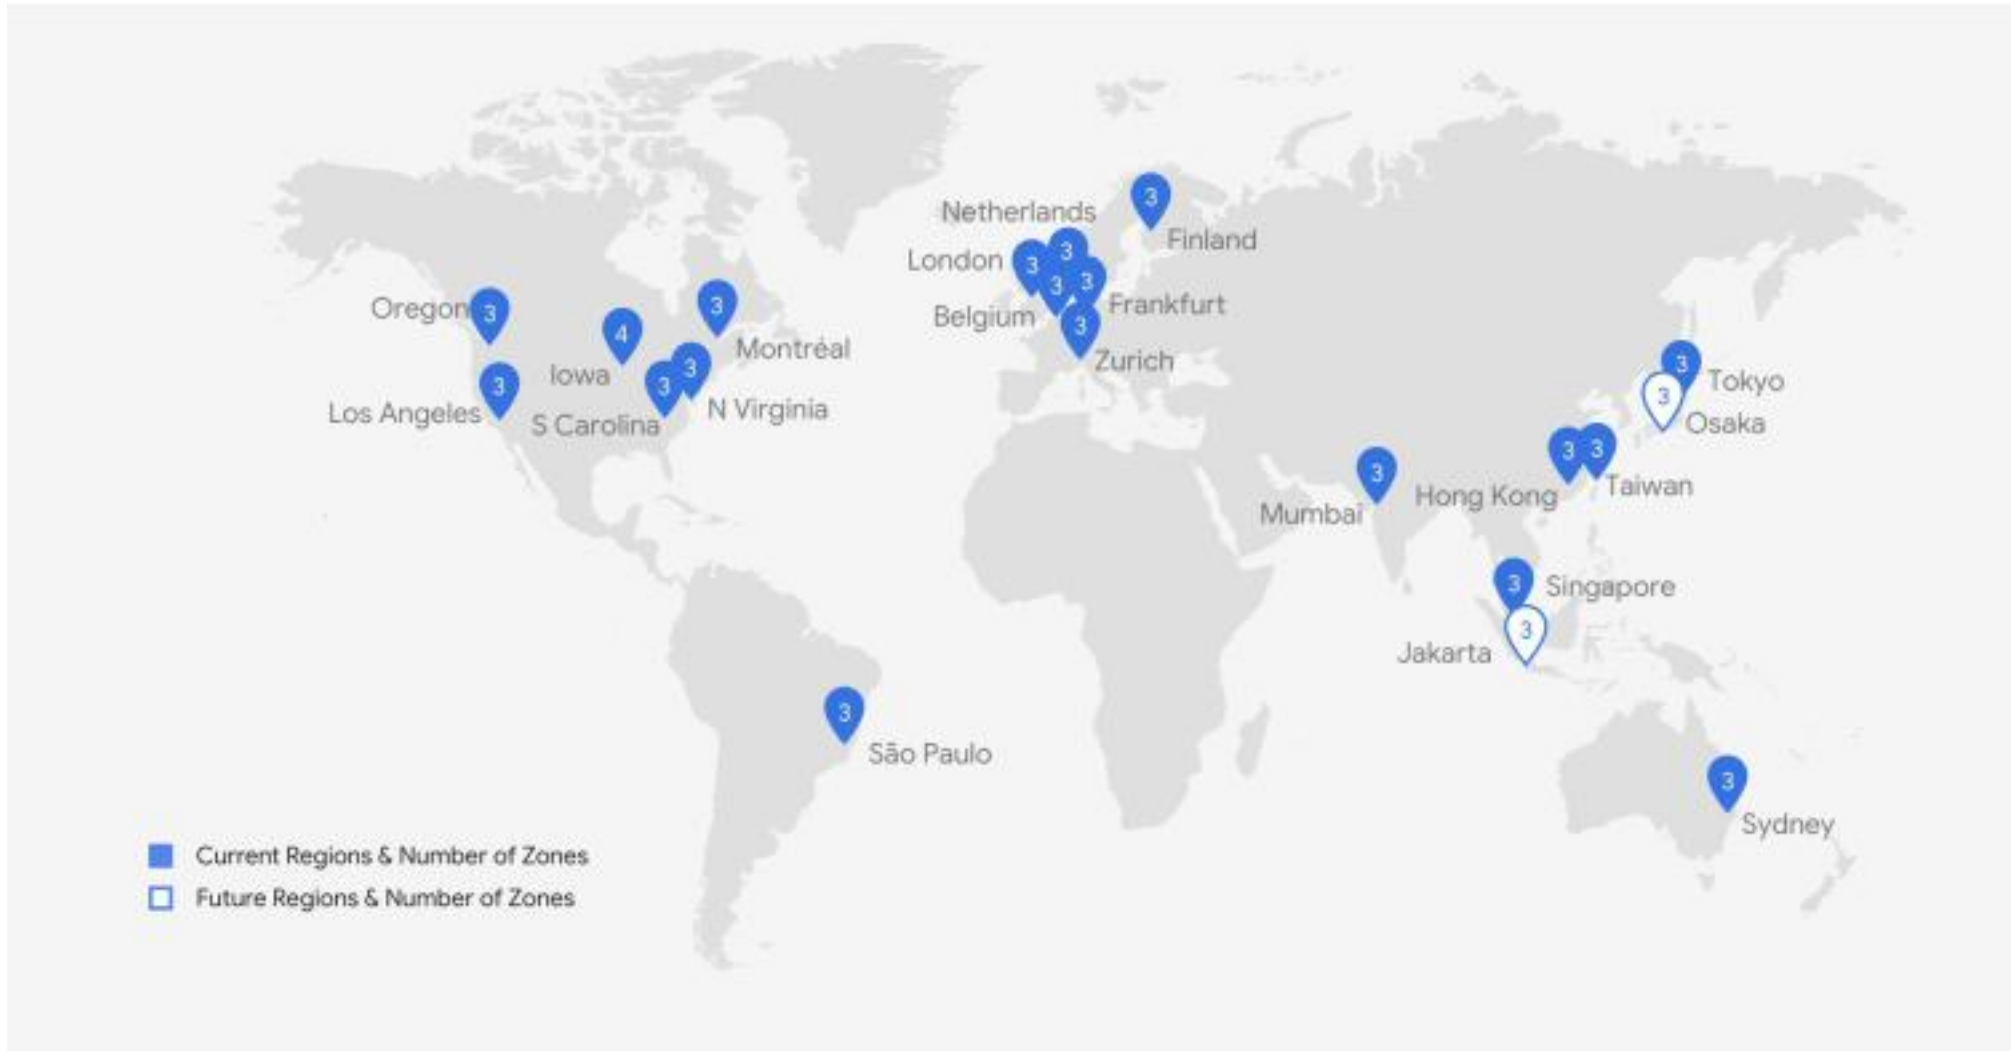 3
Netherlands
Finland
London
3
3
3
3
Belgium
Frankfurt
3
Zurich
Oregon
3
4
3
Iowa
Montréal
3
3
3
Los Angeles
S Carolina
N Virginia
3
Tokyo
3
Osaka
3
3
3
Mumbai
Hong Kong
Taiwan
3
Singapore
3
Jakarta
3
São Paulo
3
Sydney
Current Regions & Number of Zones
Future Regions & Number of Zones